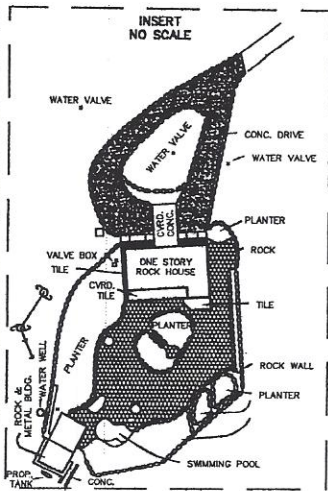 INSERT
NO SCALE
WATER VALVE
WATER VALVE
CONC. DRIVE
WATER VALVE
CVRD.
CONC.
PLANTER
VALVE BOX
TILE
ONE STORY
ROCK HOUSE
ROCK
CVRD.
TILE
TILE
PLANTER
PLANTER
WATER WELL
ROCK &
METAL BLDG.
ROCK WALL
PLANTER
SWIMMING POOL
PROP.
TANK
CONC.